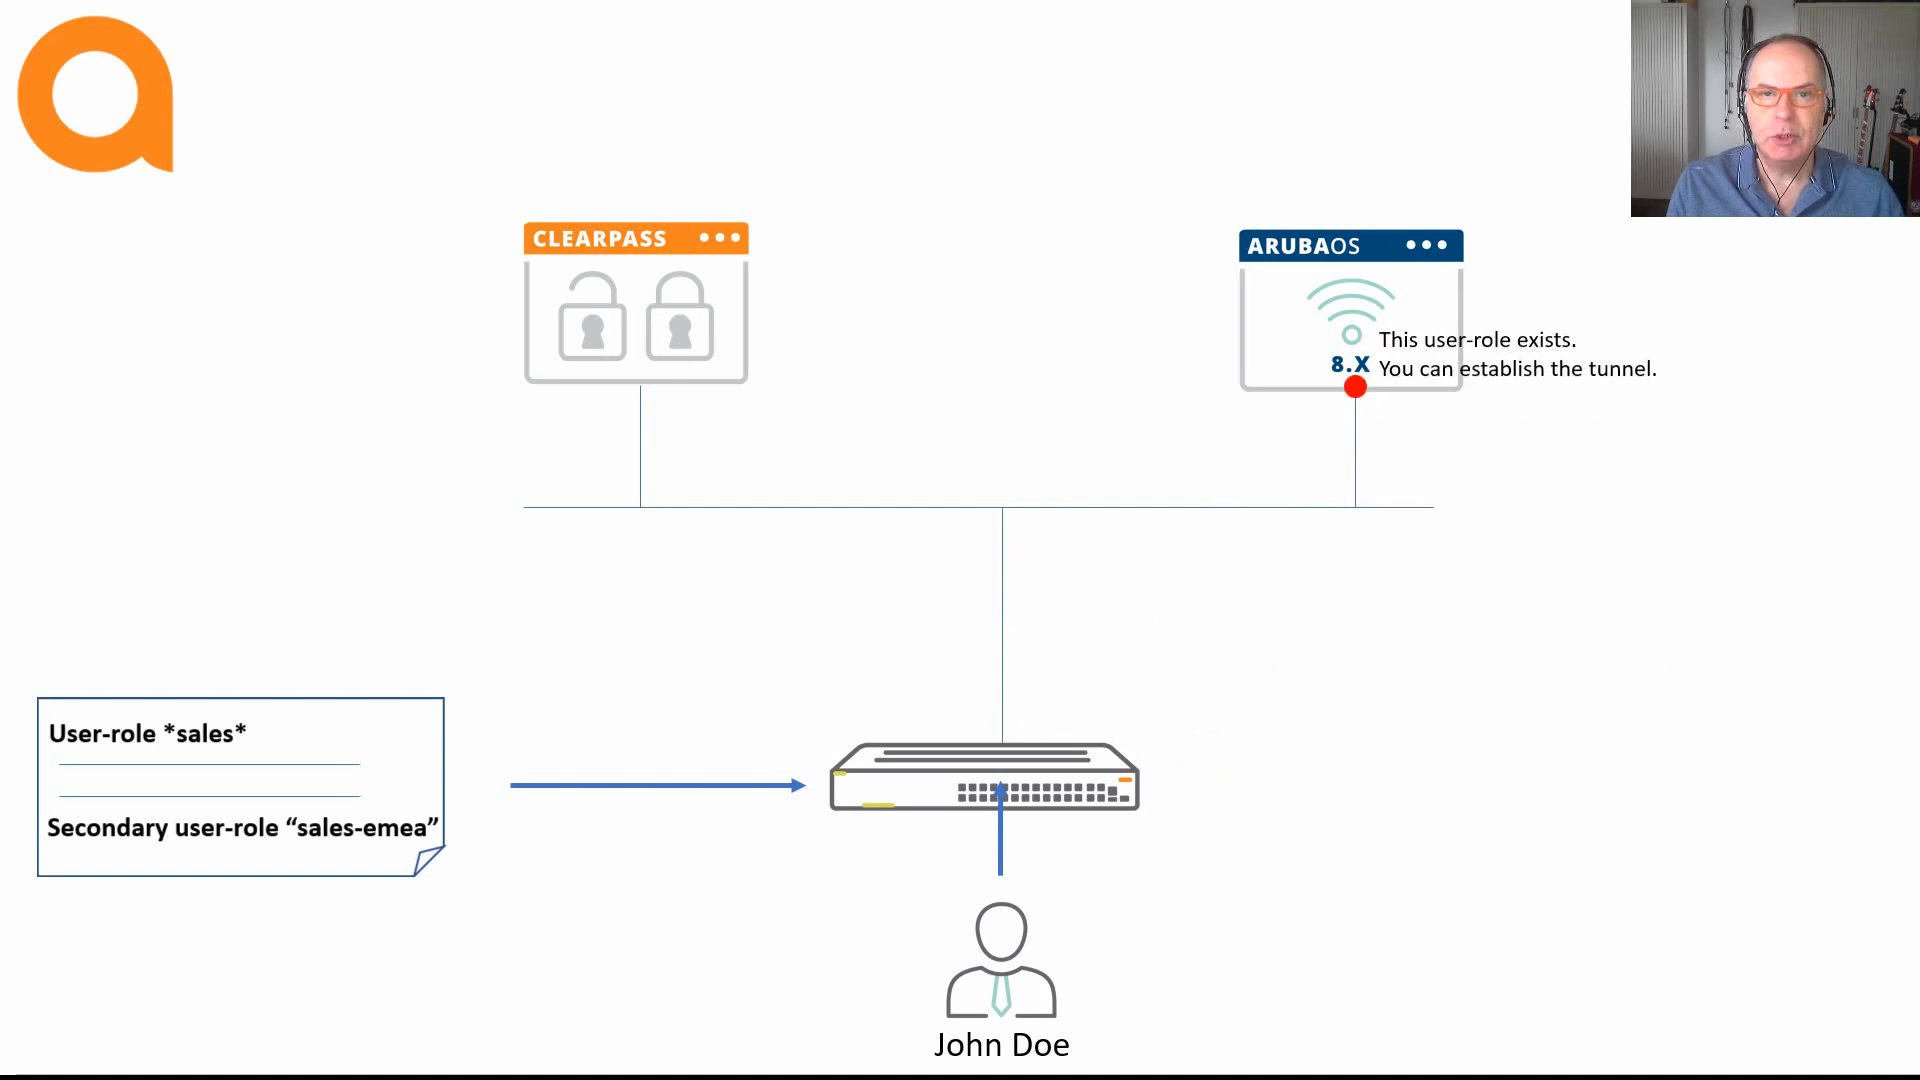 CLEARPASS
ARUBAOS
This user-role exists.
8.X
You can establish the tunnel.
User-role *sales*
Secondary user-role “sales-emea”
John Doe